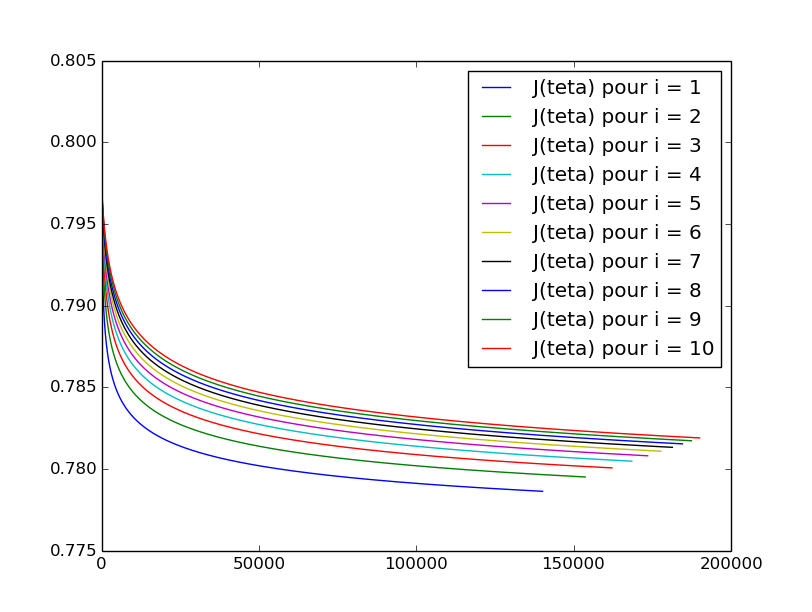 0.805
0.800
0.795
0.790
0.785
0.780
0.775
0
50000
100000
150000
200000
J(teta) pour i = 1
J(teta) pour i = 2
J(teta) pour i = 3
J(teta) pour i = 4
J(teta) pour i = 5
J(teta) pour i = 6
J(teta) pour i = 7
J(teta) pour i = 8
J(teta) pour i = 9
J(teta) pour i = 10